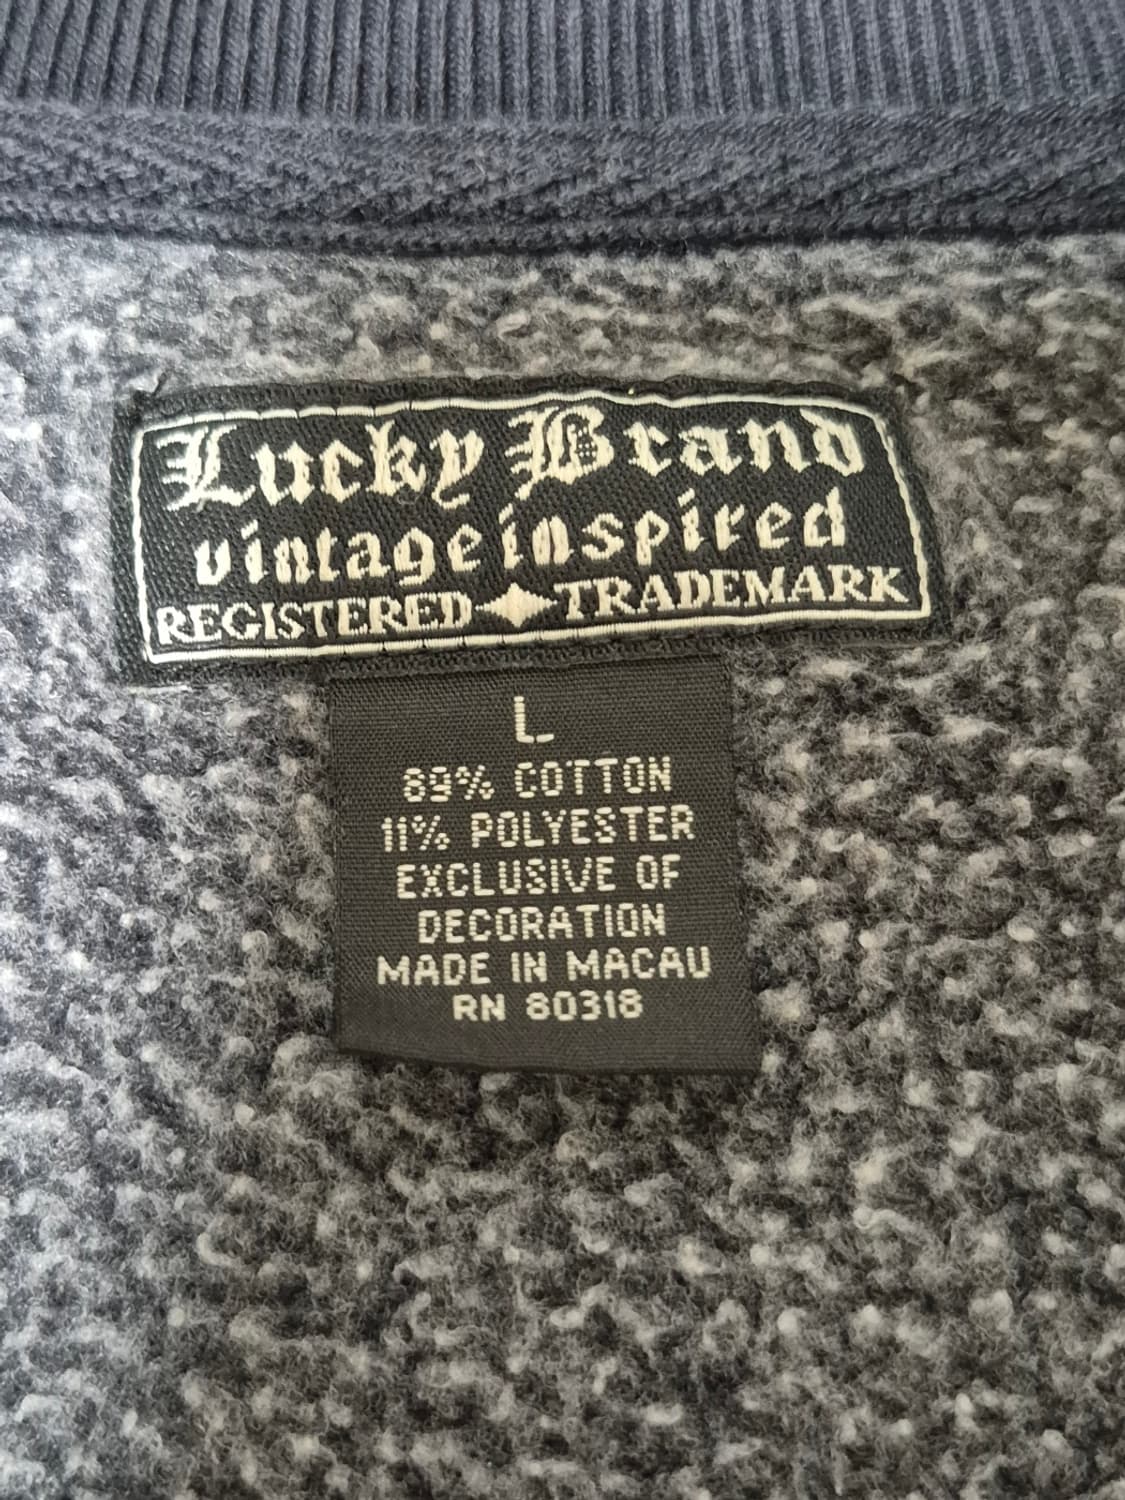 Lucky Brand
vintage inspired
REGISTERED TRADEMARK
L
89% COTTON
11% POLYESTER
EXCLUSIVE OF
DECORATION
MADE IN MACAU
RN 80318